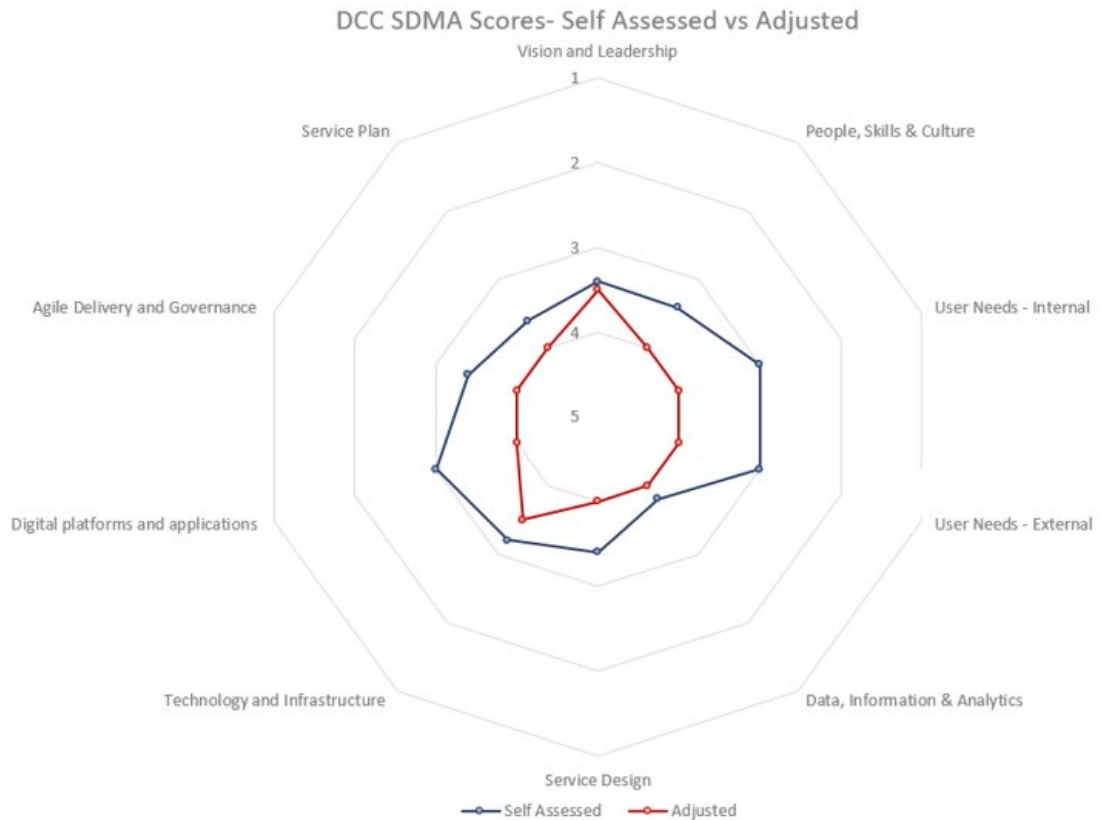 DCC SDMA Scores- Self Assessed vs Adjusted
Vision and Leadership
1
Service Plan
People, Skills & Culture
2
3
Agile Delivery and Governance
User Needs - Internal
4
5
Digital platforms and applications
User Needs - External
Technology and Infrastructure
Data, Information & Analytics
Service Design
Self Assessed
Adjusted